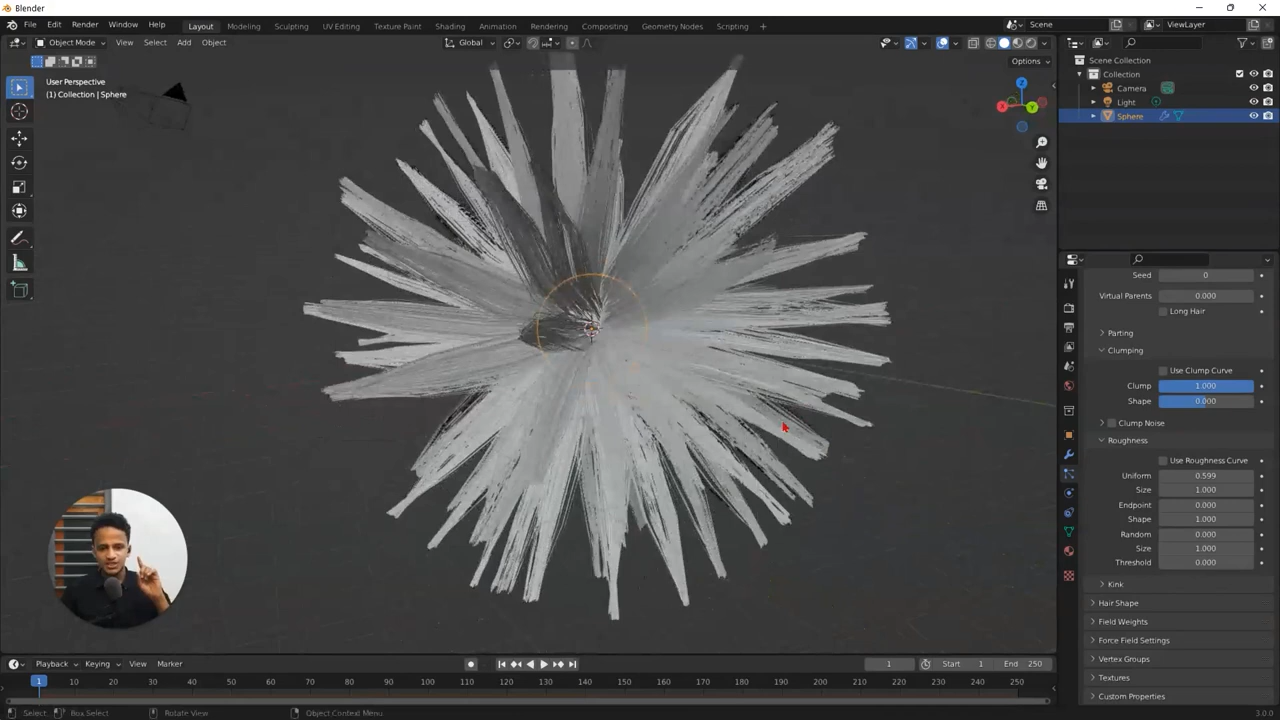 Blender
File Edit Render Window Help Layout Modeling Sculpting UV Editing Texture Paint Shading Animation Rendering Compositing Geometry Nodes Scripting + Scene ViewLayer
Object Mode View Select Add Object Global
Options
User Perspective
(1) Collection | Sphere
X Y Z
Scene Collection
Collection
Camera
Light
Sphere
Seed 0
Virtual Parents 0.000
Long Hair
Parting
Clumping
Use Clump Curve
Clump 1.000
Shape 0.000
Clump Noise
Roughness
Use Roughness Curve
Uniform 0.599
Size 1.000
Endpoint 0.000
Shape 1.000
Random 0.000
Size 1.000
Threshold 0.000
Kink
Hair Shape
Field Weights
Force Field Settings
Vertex Groups
Textures
Custom Properties
Playback Keying View Marker 1 Start 1 End 250
1 10 20 30 40 50 60 70 80 90 100 110 120 130 140 150 160 170 180 190 200 210 220 230 240 250
Select Box Select Rotate View Object Context Menu 3.0.0